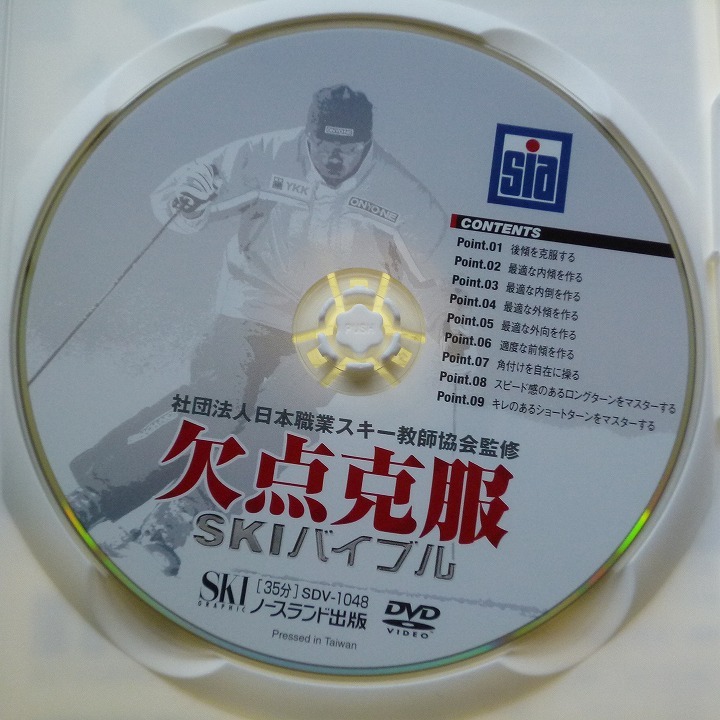 sia
YKK
ONYONE
CONTENTS
Point.01 後傾を克服する
Point.02 最適な内傾を作る
Point.03 最適な内倒を作る
Point.04 最適な外傾を作る
Point.05 最適な外向を作る
Point.06 適度な前傾を作る
Point.07 角付けを自在に操る
Point.08 スピード感のあるロングターンをマスターする
Point.09 キレのあるショートターンをマスターする
PUSH
社団法人日本職業スキー教師協会監修
欠点克服
SKIバイブル
SKI
GRAPHIC
[35分] SDV-1048
ノースランド出版
DVD
VIDEO
Pressed in Taiwan